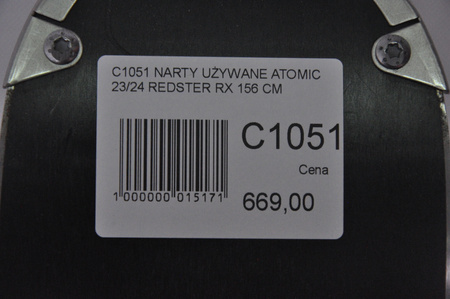 C1051 NARTY UŻYWANE ATOMIC
23/24 REDSTER RX 156 CM
C1051
Cena
1 000000 015171
669,00